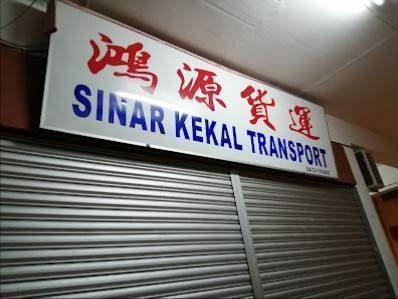 鴻源貨運
SINAR KEKAL TRANSPORT